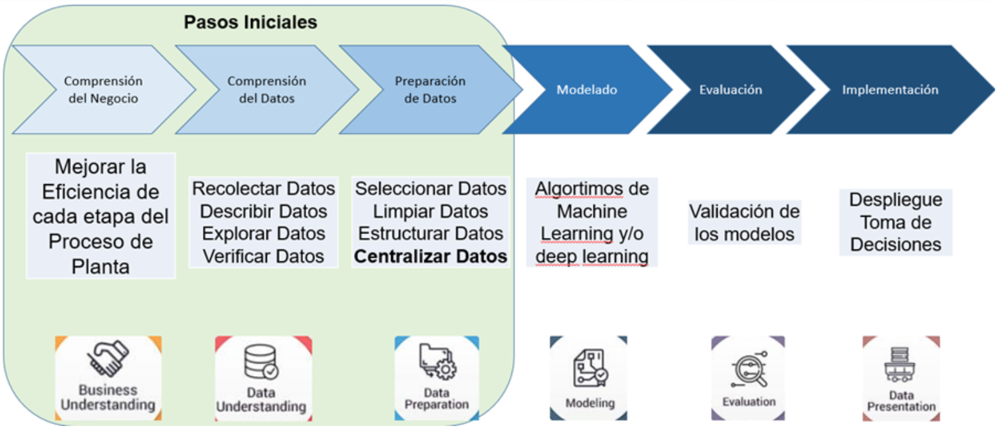 Pasos Iniciales
Comprensión
del Negocio
Comprensión
del Datos
Preparación
de Datos
Modelado
Evaluación
Implementación
Mejorar la
Eficiencia de
cada etapa del
Proceso de
Planta
Recolectar Datos
Describir Datos
Explorar Datos
Verificar Datos
Seleccionar Datos
Limpiar Datos
Estructurar Datos
Centralizar Datos
Algortimos de
Machine
Learning y/o
deep learning
Validación de
los modelos
Despliegue
Toma de
Decisiones
Business
Understanding
Data
Understanding
Data
Preparation
Modeling
Evaluation
Data
Presentation